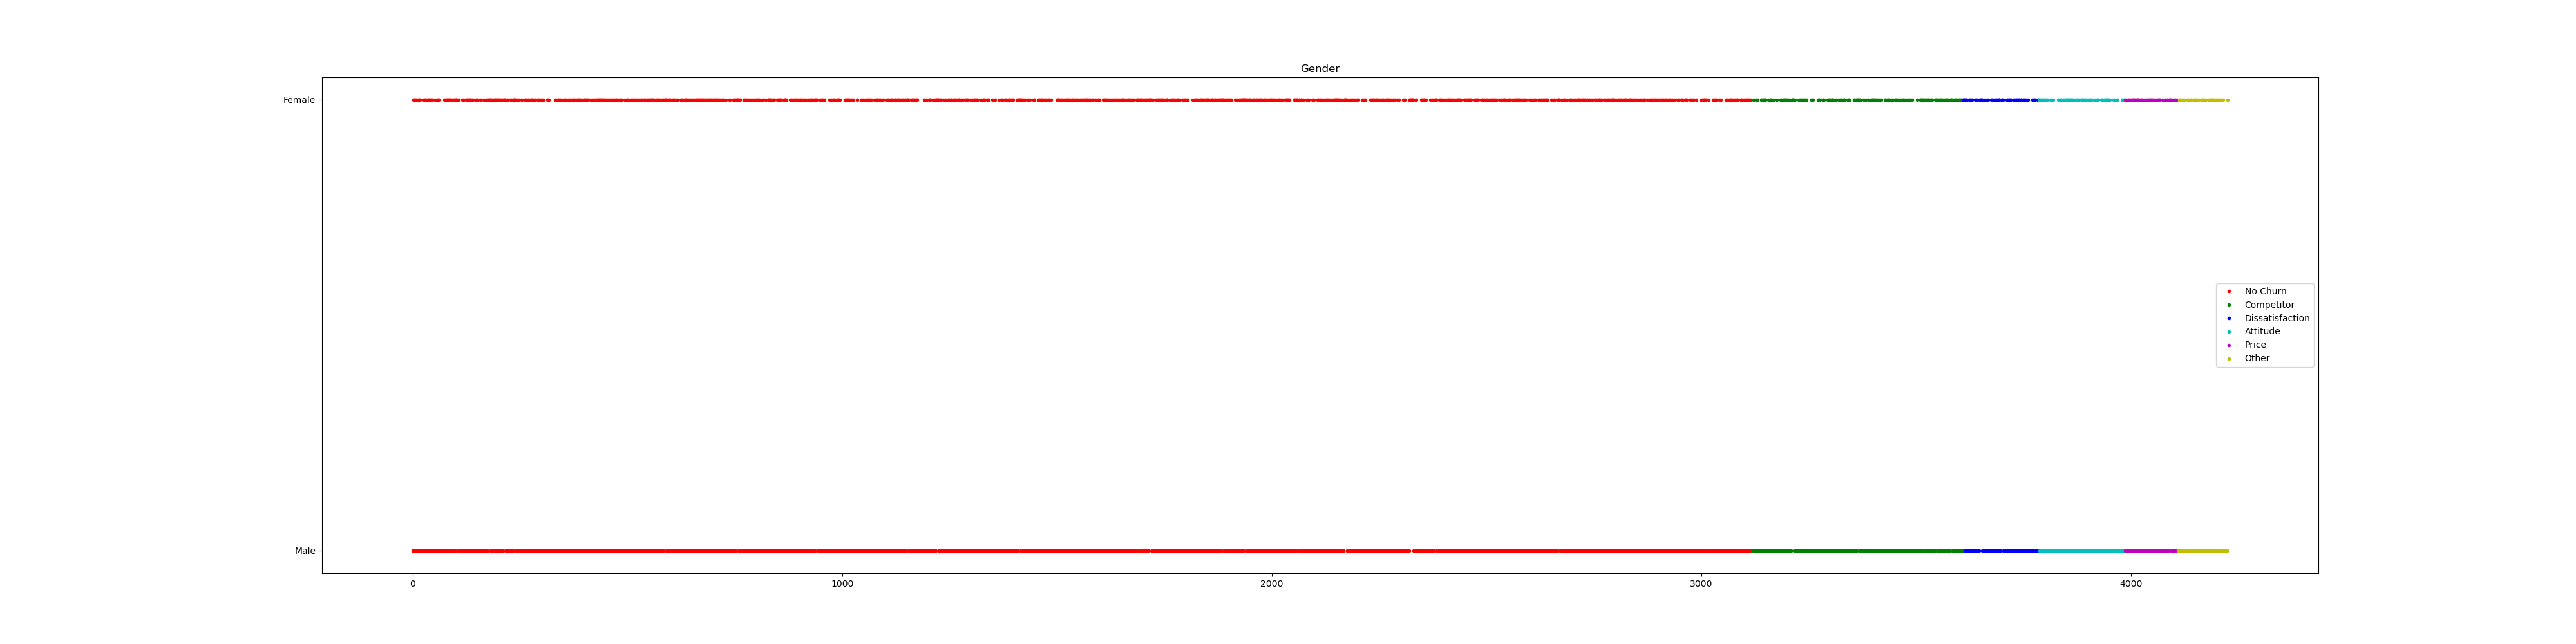 Gender
Female
Male
0
1000
2000
3000
4000
No Churn
Competitor
Dissatisfaction
Attitude
Price
Other